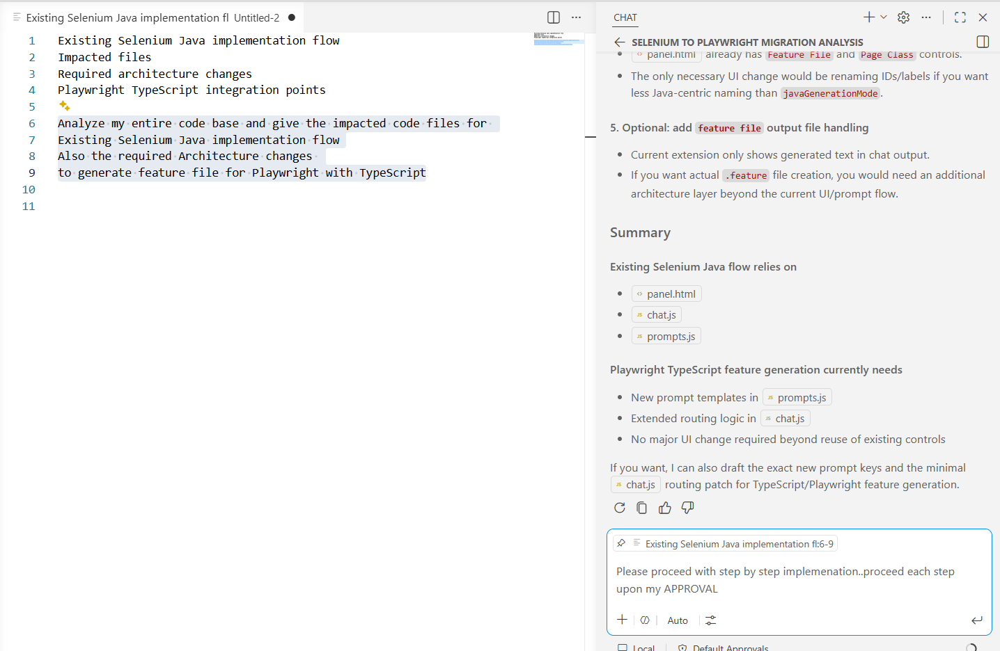 Existing Selenium Java implementation fl Untitled-2
1 Existing Selenium Java implementation flow
2 Impacted files
3 Required architecture changes
4 Playwright TypeScript integration points
5
6 Analyze my entire code base and give the impacted code files for
7 Existing Selenium Java implementation flow
8 Also the required Architecture changes
9 to generate feature file for Playwright with TypeScript
10
11
CHAT
SELENIUM TO PLAYWRIGHT MIGRATION ANALYSIS
panel.html already has Feature File and Page Class controls.
The only necessary UI change would be renaming IDs/labels if you want
less Java-centric naming than javaGenerationMode.
5. Optional: add feature file output file handling
Current extension only shows generated text in chat output.
If you want actual .feature file creation, you would need an additional
architecture layer beyond the current UI/prompt flow.
Summary
Existing Selenium Java flow relies on
<> panel.html
JS chat.js
JS prompts.js
Playwright TypeScript feature generation currently needs
New prompt templates in JS prompts.js
Extended routing logic in JS chat.js
No major UI change required beyond reuse of existing controls
If you want, I can also draft the exact new prompt keys and the minimal
JS chat.js routing patch for TypeScript/Playwright feature generation.
Existing Selenium Java implementation fl:6-9
Please proceed with step by step implemenation..proceed each step
upon my APPROVAL
Auto
Local Default Approvals